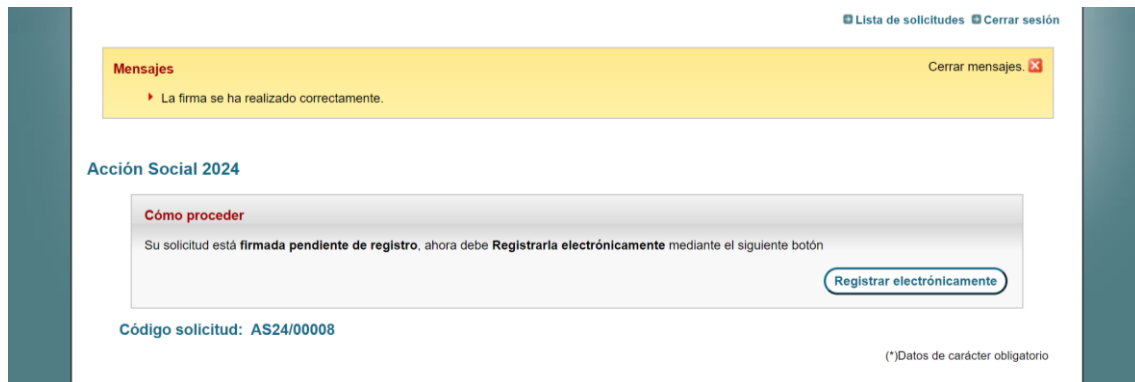 Lista de solicitudes Cerrar sesión
Mensajes
Cerrar mensajes.
La firma se ha realizado correctamente.
Acción Social 2024
Cómo proceder
Su solicitud está firmada pendiente de registro, ahora debe Registrarla electrónicamente mediante el siguiente botón
Registrar electrónicamente
Código solicitud: AS24/00008
(*)Datos de carácter obligatorio